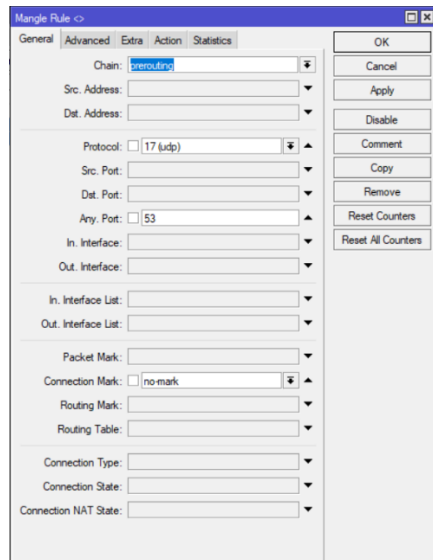 Mangle Rule <>
General Advanced Extra Action Statistics
OK
Chain: prerouting
Cancel
Src. Address:
Apply
Dst. Address:
Disable
Protocol: 17 (udp)
Comment
Src. Port:
Copy
Dst. Port:
Remove
Any. Port: 53
Reset Counters
In. Interface:
Reset All Counters
Out. Interface:
In. Interface List:
Out. Interface List:
Packet Mark:
Connection Mark: no-mark
Routing Mark:
Routing Table:
Connection Type:
Connection State:
Connection NAT State: